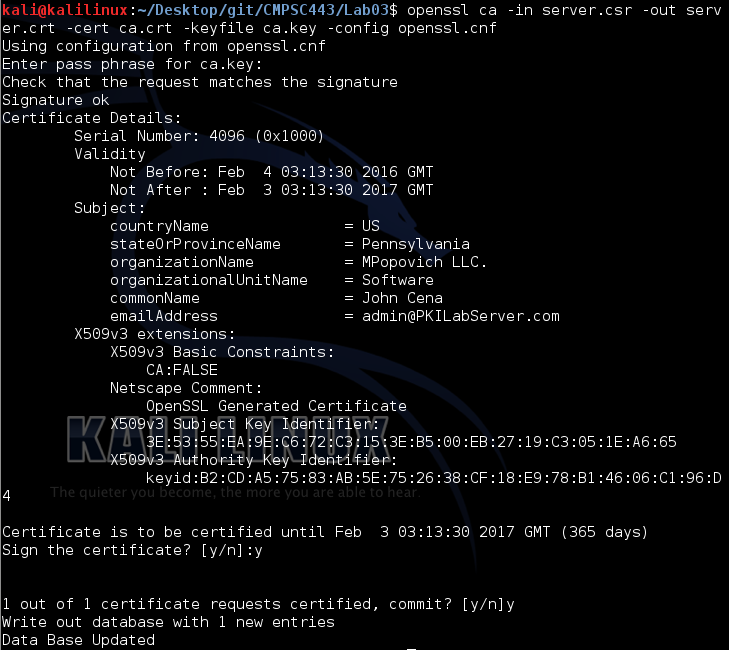 kali@kalilinux:~/Desktop/git/CMPSC443/Lab03$ openssl ca -in server.csr -out serv
er.crt -cert ca.crt -keyfile ca.key -config openssl.cnf
Using configuration from openssl.cnf
Enter pass phrase for ca.key:
Check that the request matches the signature
Signature ok
Certificate Details:
        Serial Number: 4096 (0x1000)
        Validity
            Not Before: Feb  4 03:13:30 2016 GMT
            Not After : Feb  3 03:13:30 2017 GMT
        Subject:
            countryName               = US
            stateOrProvinceName       = Pennsylvania
            organizationName          = MPopovich LLC.
            organizationalUnitName    = Software
            commonName                = John Cena
            emailAddress              = admin@PKILabServer.com
        X509v3 extensions:
            X509v3 Basic Constraints:
                CA:FALSE
            Netscape Comment:
                OpenSSL Generated Certificate
            X509v3 Subject Key Identifier:
                3E:53:55:EA:9E:C6:72:C3:15:3E:B5:00:EB:27:19:C3:05:1E:A6:65
            X509v3 Authority Key Identifier:
                keyid:B2:CD:A5:75:83:AB:5E:75:26:38:CF:18:E9:78:B1:46:06:C1:96:D
4
KALI LINUX
The quieter you become, the more you are able to hear.
Certificate is to be certified until Feb  3 03:13:30 2017 GMT (365 days)
Sign the certificate? [y/n]:y
1 out of 1 certificate requests certified, commit? [y/n]y
Write out database with 1 new entries
Data Base Updated